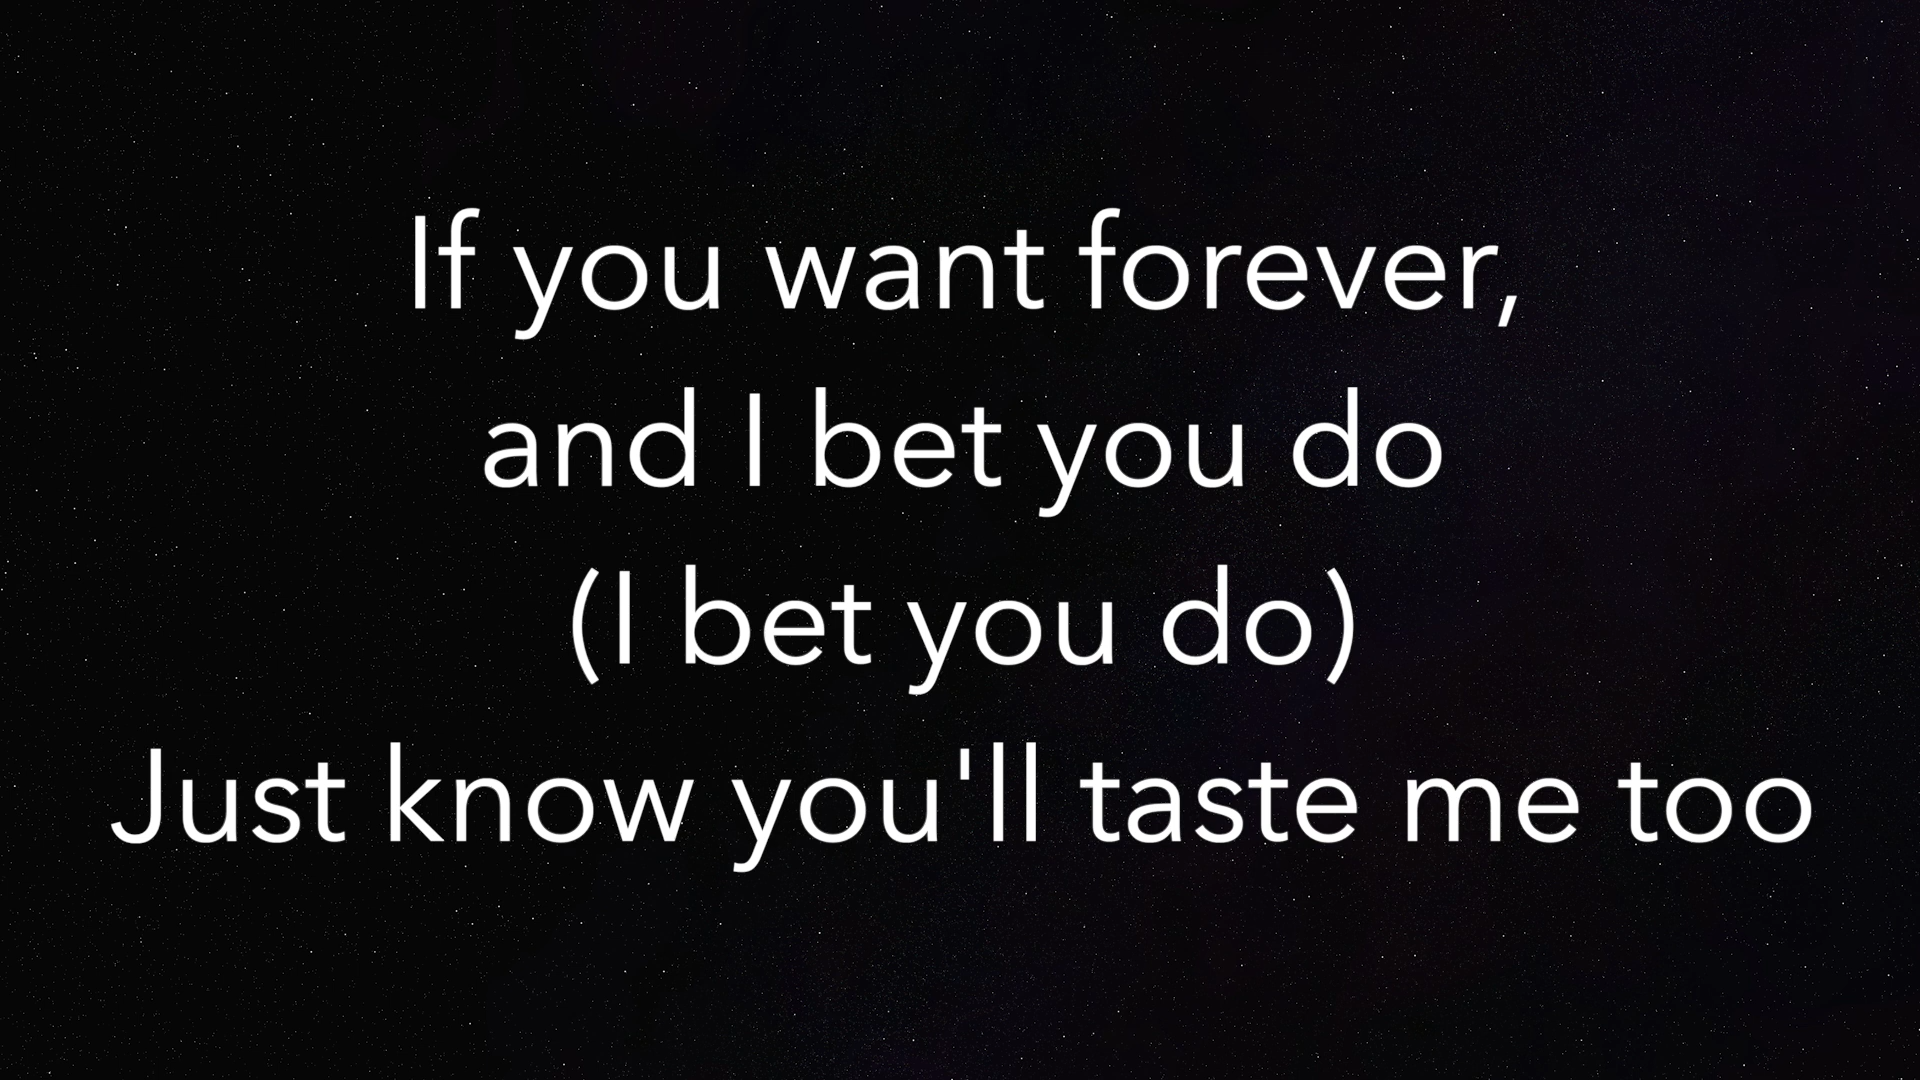 If you want forever,
and I bet you do
(I bet you do)
Just know you'll taste me too